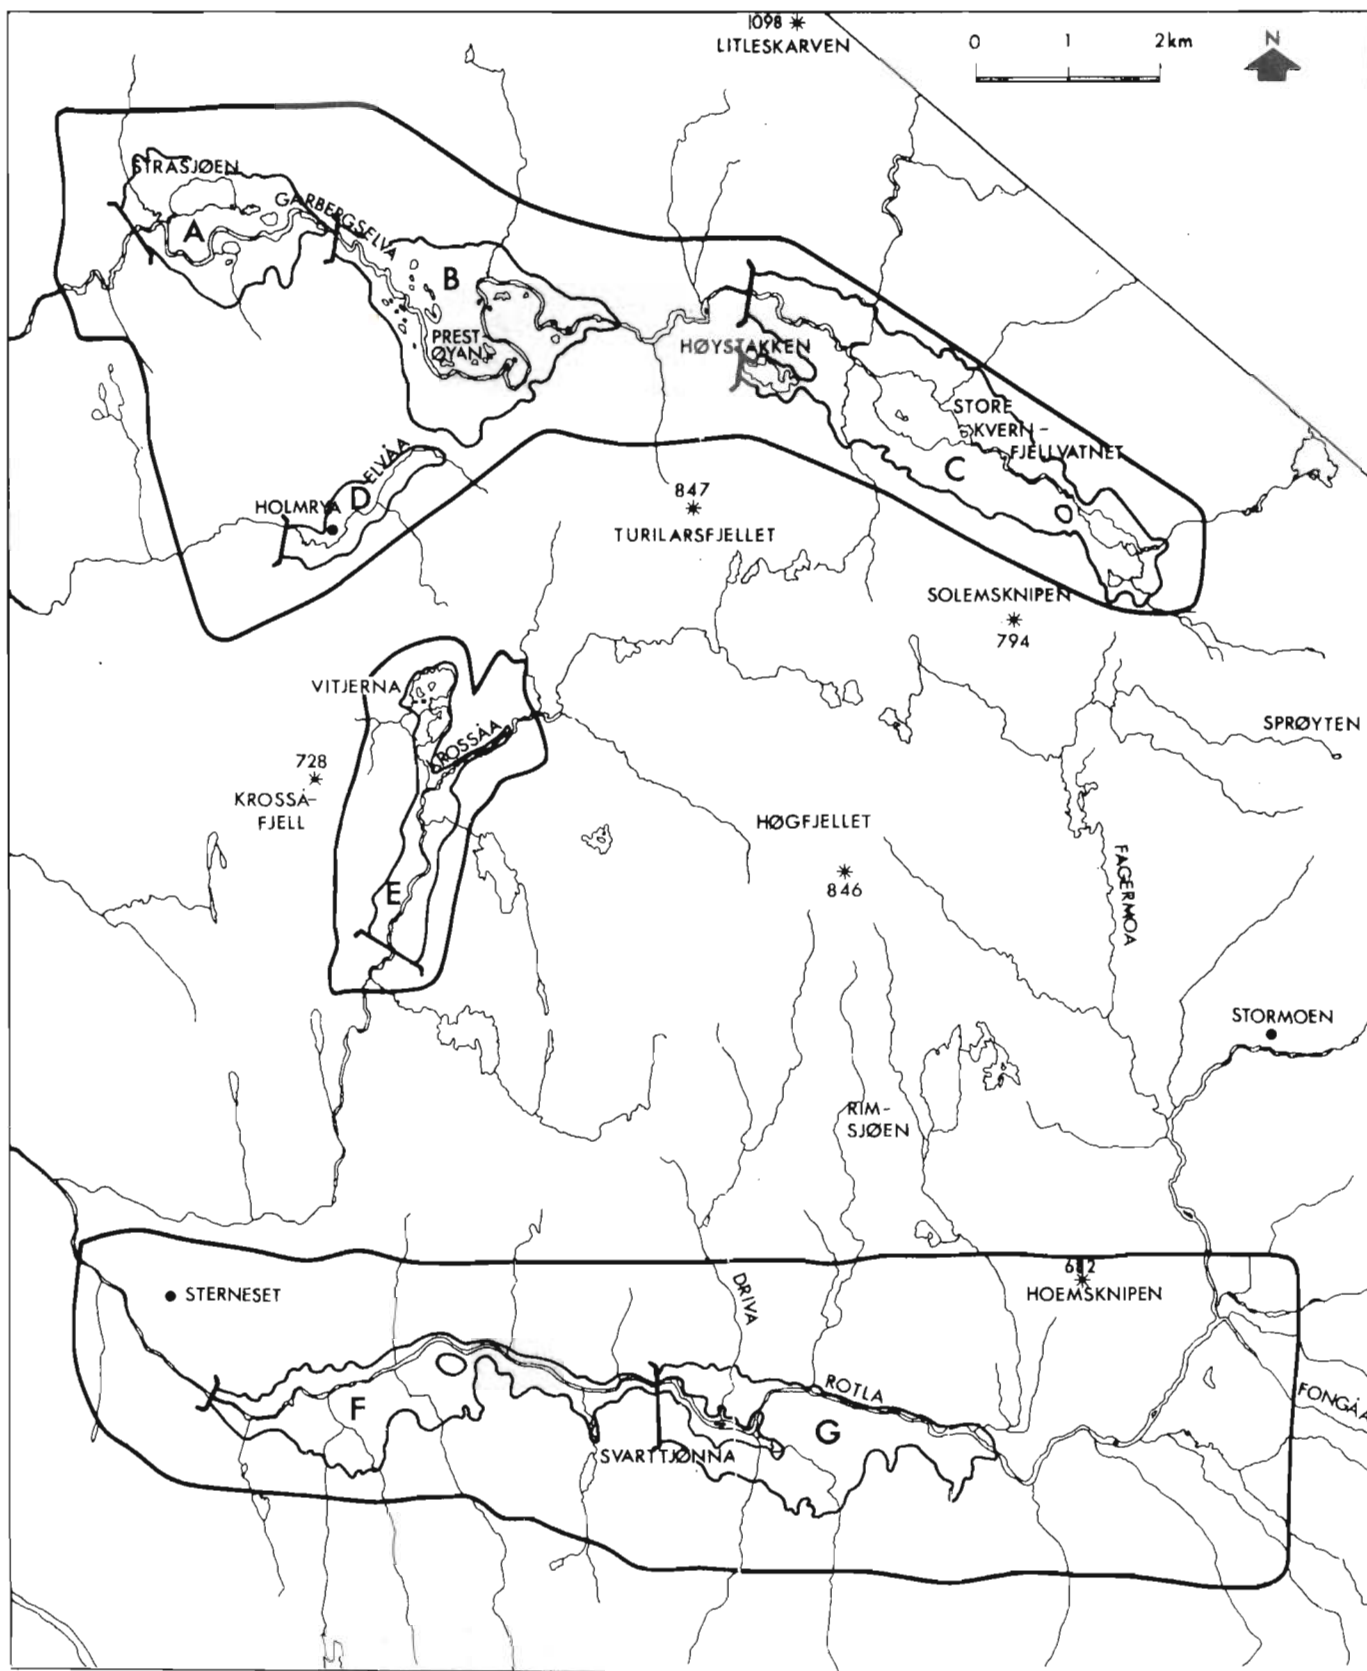 1098
LITLESKARVEN
0 1 2km
N
STRASJØEN
GARBERGSELVA
A
B
PREST-
ØYAN
HØYSTAKKEN
STORE
KVERN-
FJELLVATNET
C
ELVÅA
HOLMRYA
D
847
TURILARSFJELLET
SOLEMSKNIPEN
794
VITJERNA
KROSSÅA
SPRØYTEN
728
KROSSÅ-
FJELL
HØGFJELLET
846
FAGERMOA
E
STORMOEN
RIM-
SJØEN
STERNESET
DRIVA
HOEMSKNIPEN
ROTLA
FONGÅA
F
G
SVARTTJØNNA